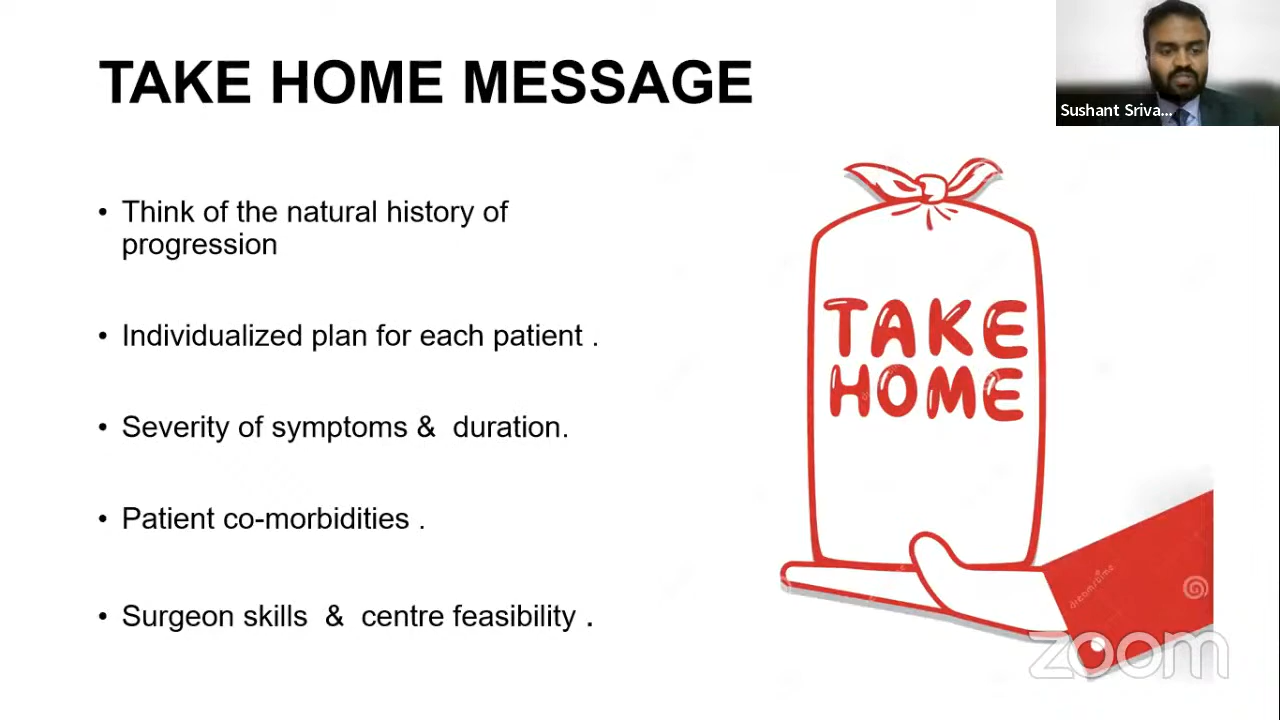 TAKE HOME MESSAGE
Sushant Sriva...
• Think of the natural history of
progression
• Individualized plan for each patient .
• Severity of symptoms &  duration.
• Patient co-morbidities .
• Surgeon skills  &  centre feasibility .
TAKE
HOME
dreamstime
zoom